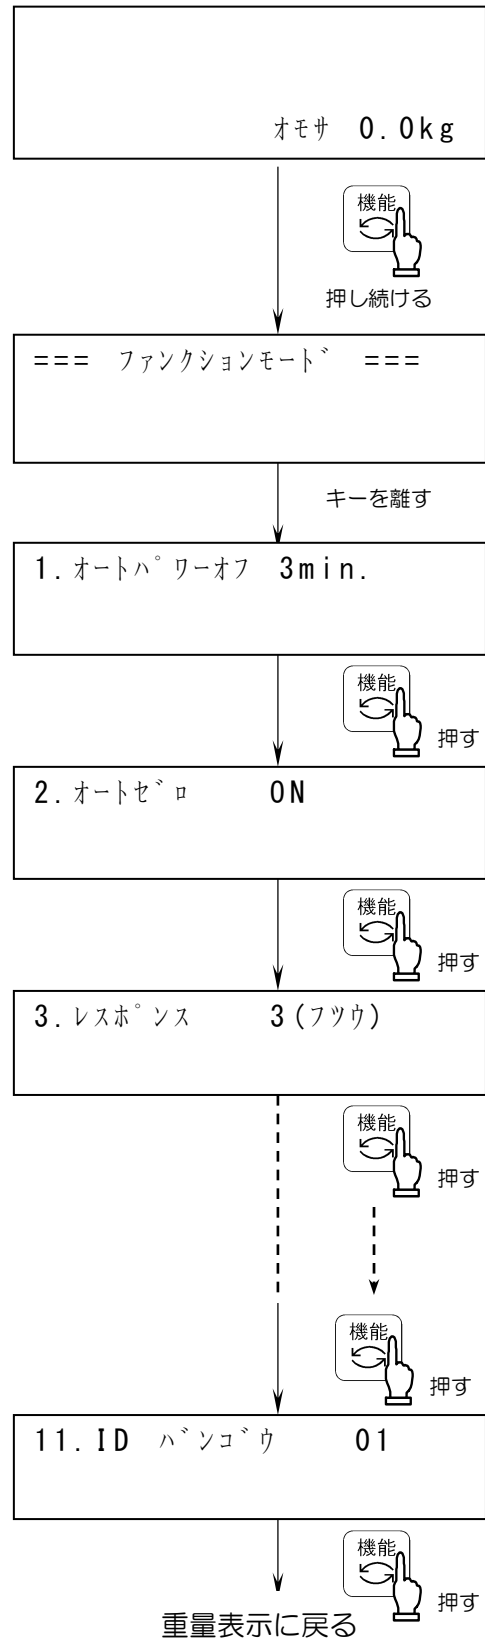 ｵﾓｻ 0.0kg
機能
押し続ける
=== ﾌｧﾝｸｼｮﾝﾓｰﾄﾞ ===
キーを離す
1.ｵｰﾄﾊﾟﾜｰｵﾌ 3min.
機能
押す
2.ｵｰﾄｾﾞﾛ ON
機能
押す
3.ﾚｽﾎﾟﾝｽ 3(ﾌﾂｳ)
機能
押す
機能
押す
11.ID ﾊﾞﾝｺﾞｳ 01
機能
押す
重量表示に戻る